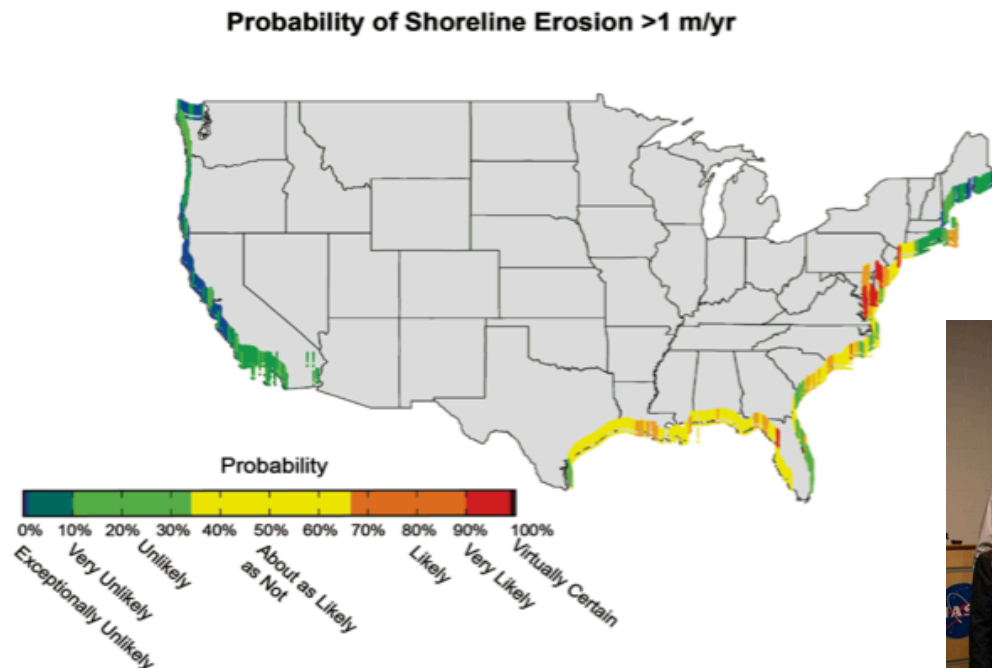 Probability of Shoreline Erosion >1 m/yr
Probability
0% 10% 20% 30% 40% 50% 60% 70% 80% 90% 100%
Exceptionally Unlikely
Very Unlikely
Unlikely
About as Likely
as Not
Likely
Very Likely
Virtually Certain